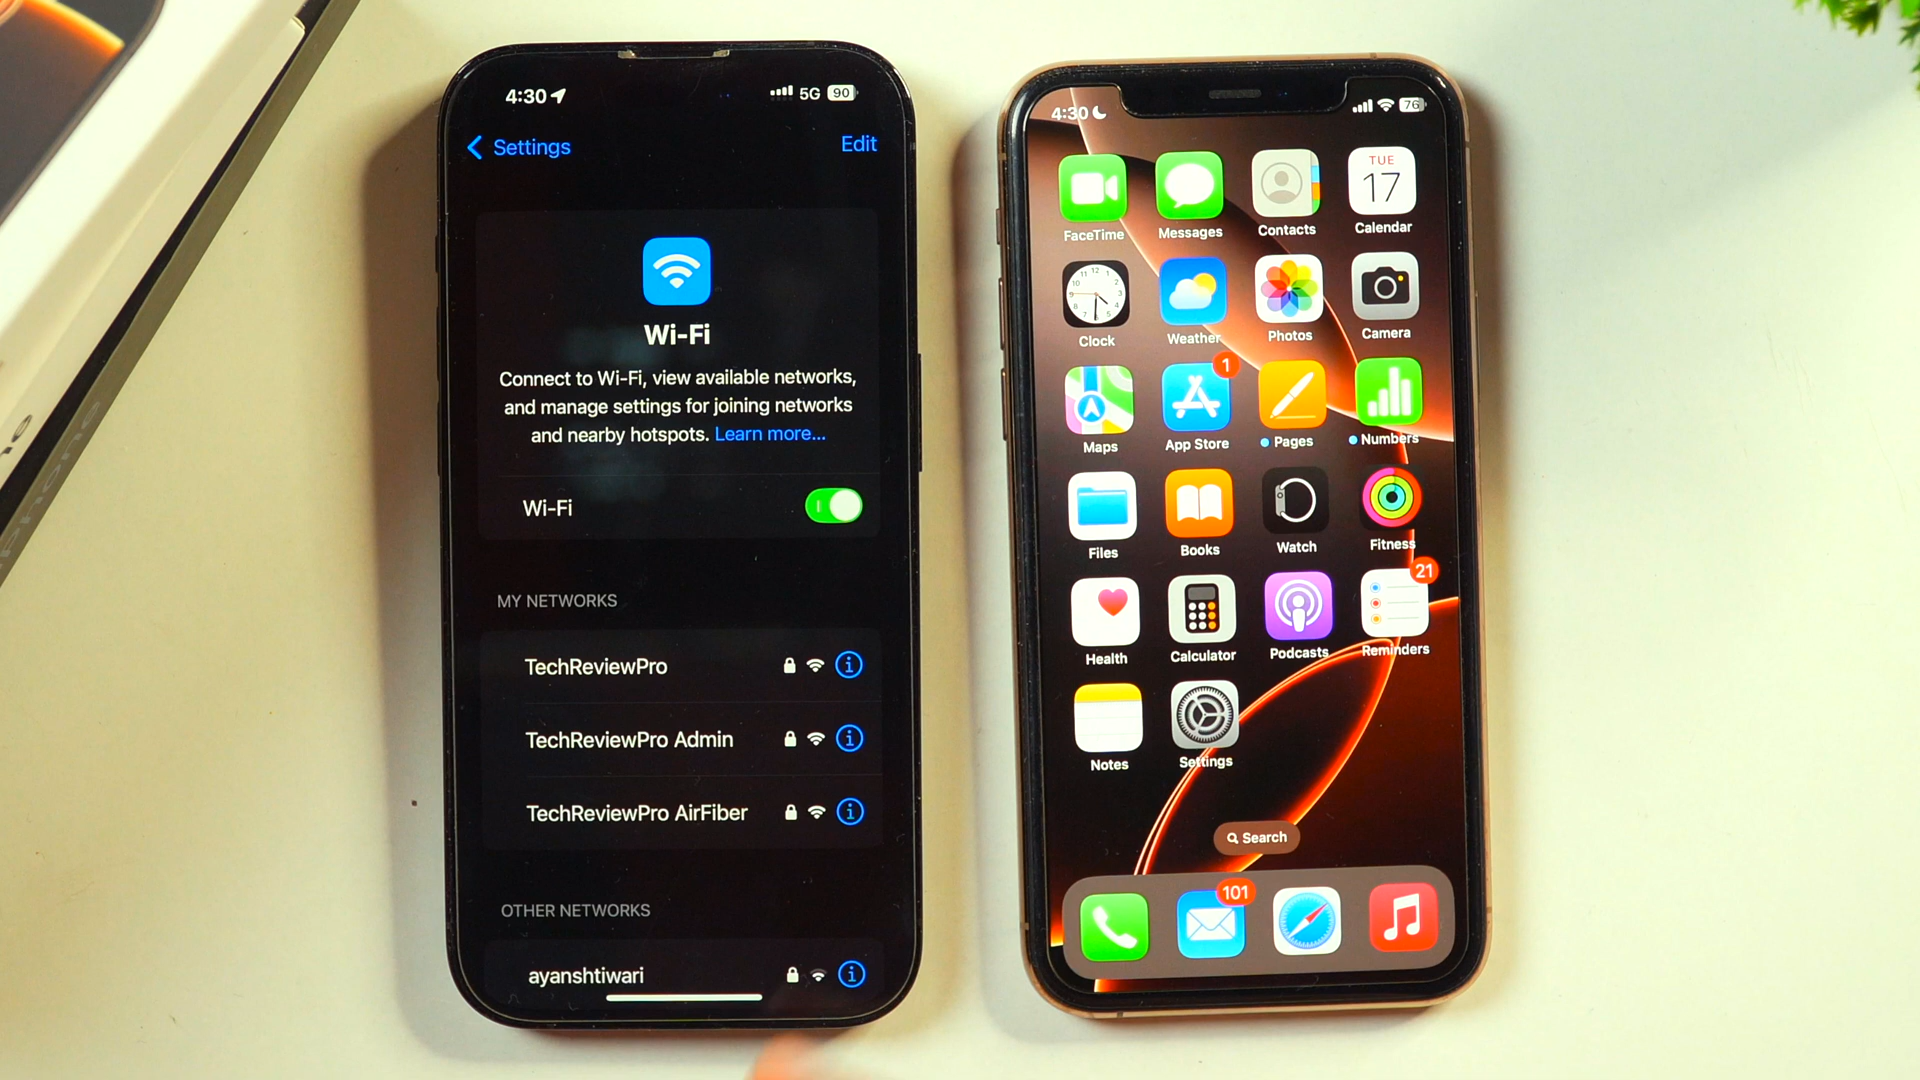 4:30
5G 90
Settings
Edit
Wi-Fi
Connect to Wi-Fi, view available networks,
and manage settings for joining networks
and nearby hotspots. Learn more...
Wi-Fi
MY NETWORKS
TechReviewPro
TechReviewPro Admin
TechReviewPro AirFiber
OTHER NETWORKS
ayanshtiwari
4:30
76
TUE
17
FaceTime
Messages
Contacts
Calendar
Clock
Weather
Photos
Camera
1
Maps
App Store
Pages
Numbers
Files
Books
Watch
Fitness
21
Health
Calculator
Podcasts
Reminders
Notes
Settings
Search
101